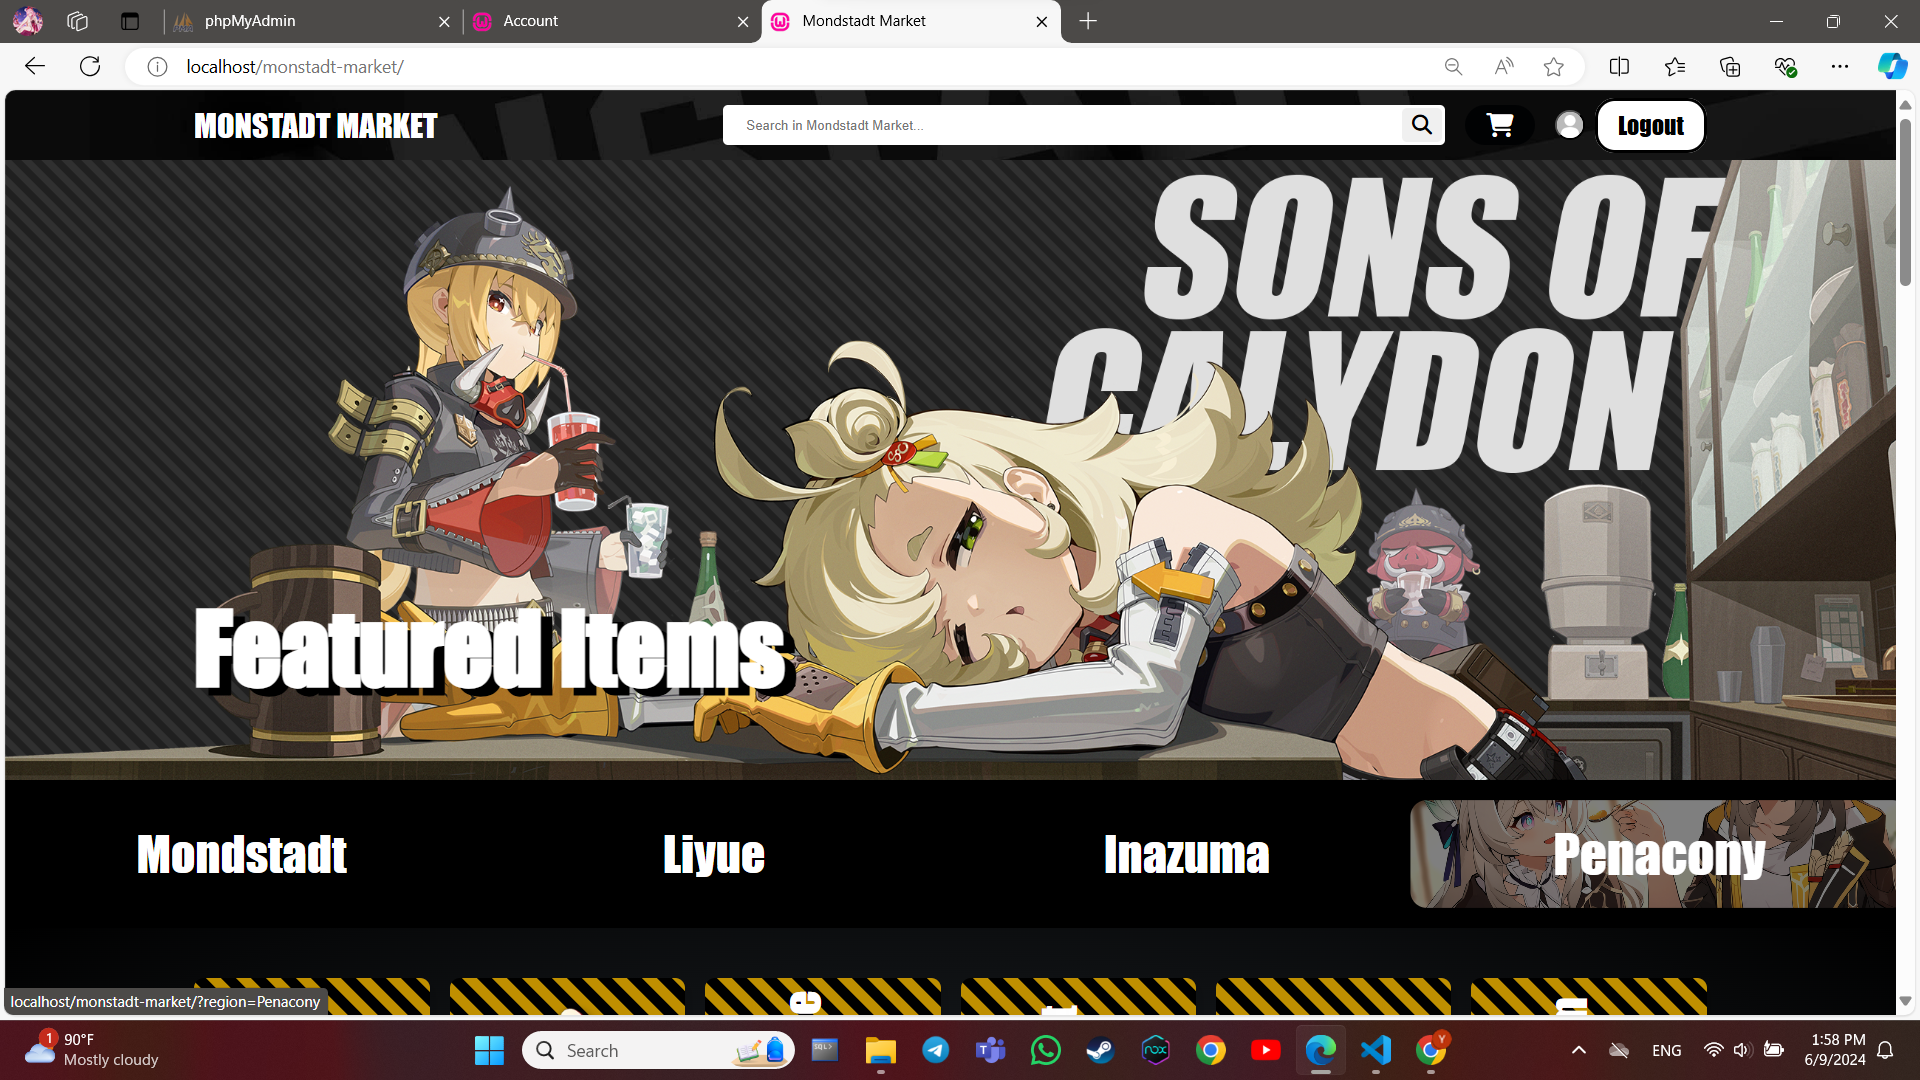 phpMyAdmin
Account
Mondstadt Market
localhost/monstadt-market/
MONSTADT MARKET
Search in Mondstadt Market...
Logout
SONS OF
CALYDON
Featured Items
Mondstadt
Liyue
Inazuma
Penacony
localhost/monstadt-market/?region=Penacony
1
90°F
Mostly cloudy
Search
SQL>
nox
Y
ENG
1:58 PM
6/9/2024